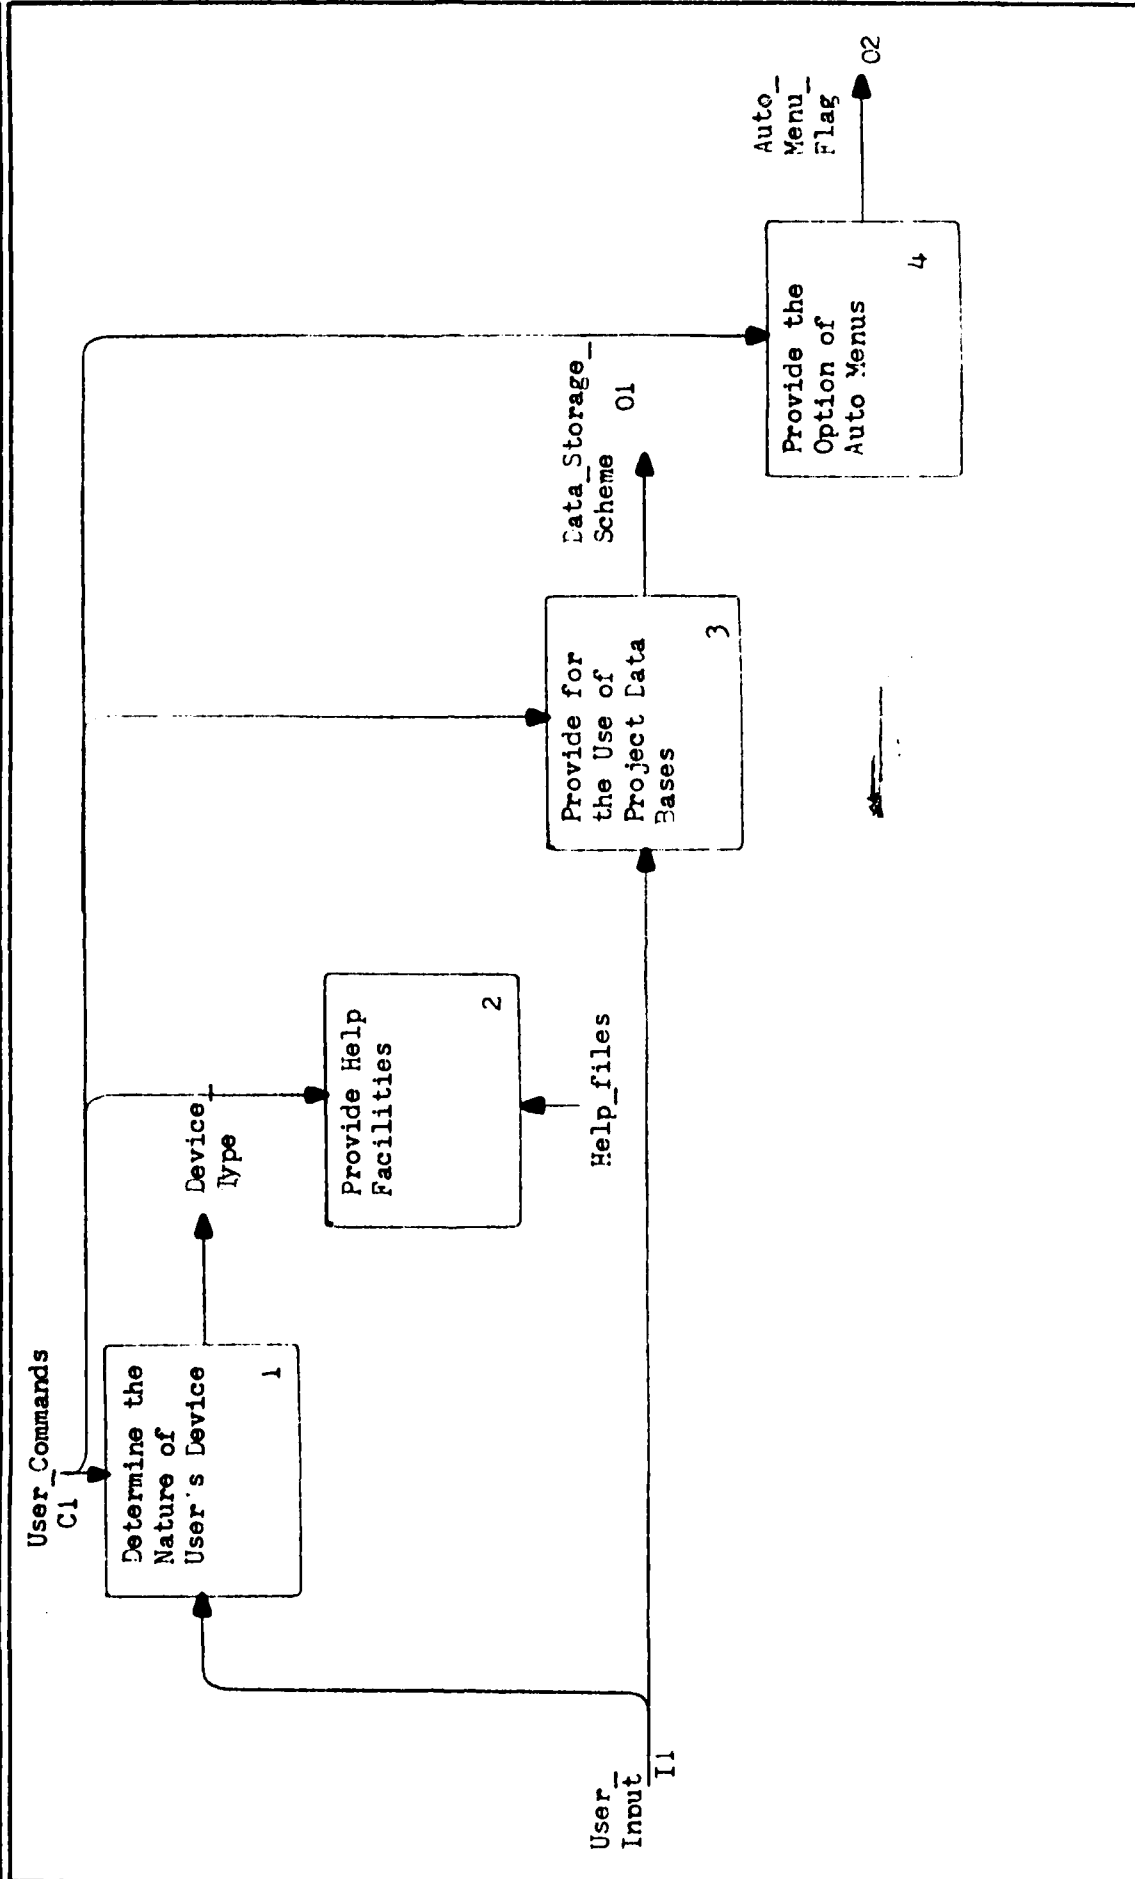 User_Commands
C1
Determine the
Nature of
User's Device
1
Device_
Type
Provide Help
Facilities
2
Help_files
User_
Input
I1
Provide for
the Use of
Project Data
Bases
3
Data_Storage_
Scheme
O1
Provide the
Option of
Auto Menus
4
Auto_
Menu_
Flag
O2